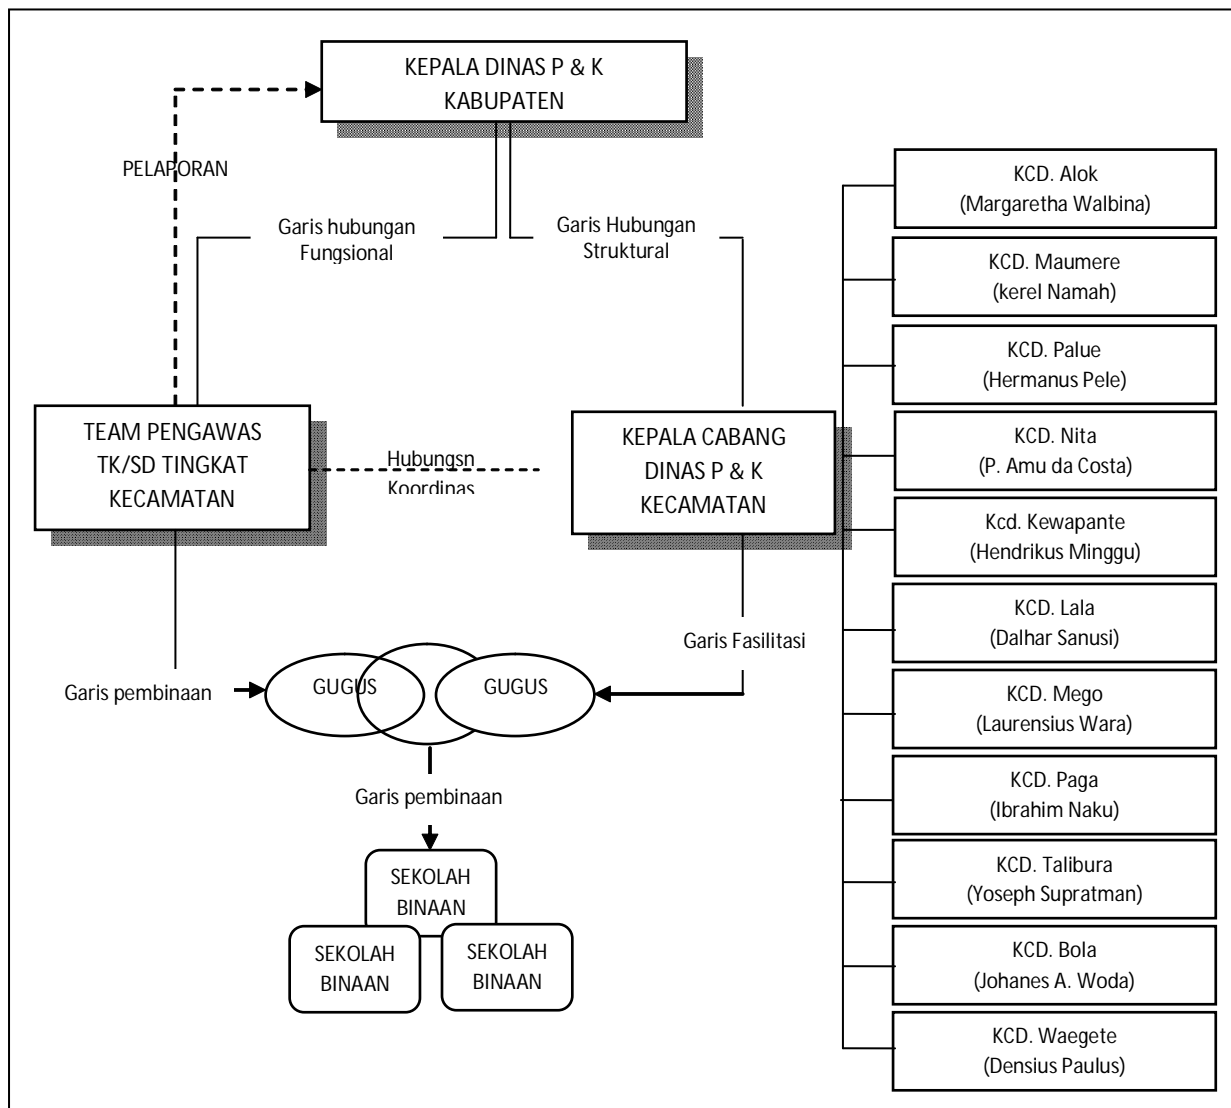 KEPALA DINAS P & K
KABUPATEN
PELAPORAN
Garis hubungan
Fungsional
Garis Hubungan
Struktural
TEAM PENGAWAS
TK/SD TINGKAT
KECAMATAN
Hubungsn
Koordinas
KEPALA CABANG
DINAS P & K
KECAMATAN
Garis pembinaan
Garis Fasilitasi
GUGUS
GUGUS
Garis pembinaan
SEKOLAH
BINAAN
SEKOLAH
BINAAN
SEKOLAH
BINAAN
KCD. Alok
(Margaretha Walbina)
KCD. Maumere
(kerel Namah)
KCD. Palue
(Hermanus Pele)
KCD. Nita
(P. Amu da Costa)
Kcd. Kewapante
(Hendrikus Minggu)
KCD. Lala
(Dalhar Sanusi)
KCD. Mego
(Laurensius Wara)
KCD. Paga
(Ibrahim Naku)
KCD. Talibura
(Yoseph Supratman)
KCD. Bola
(Johanes A. Woda)
KCD. Waegete
(Densius Paulus)